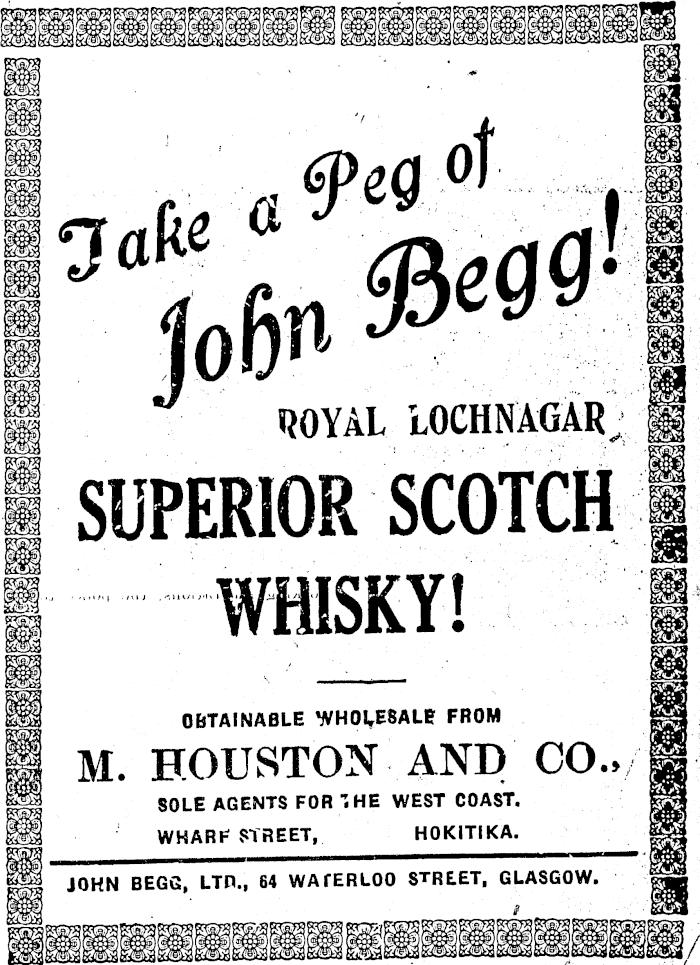 Take a Peg of
John Begg!
ROYAL LOCHNAGAR
SUPERIOR SCOTCH
WHISKY!
OBTAINABLE WHOLESALE FROM
M. HOUSTON AND CO.,
SOLE AGENTS FOR THE WEST COAST.
WHARF STREET, HOKITIKA.
JOHN BEGG, LTD., 64 WATERLOO STREET, GLASGOW.